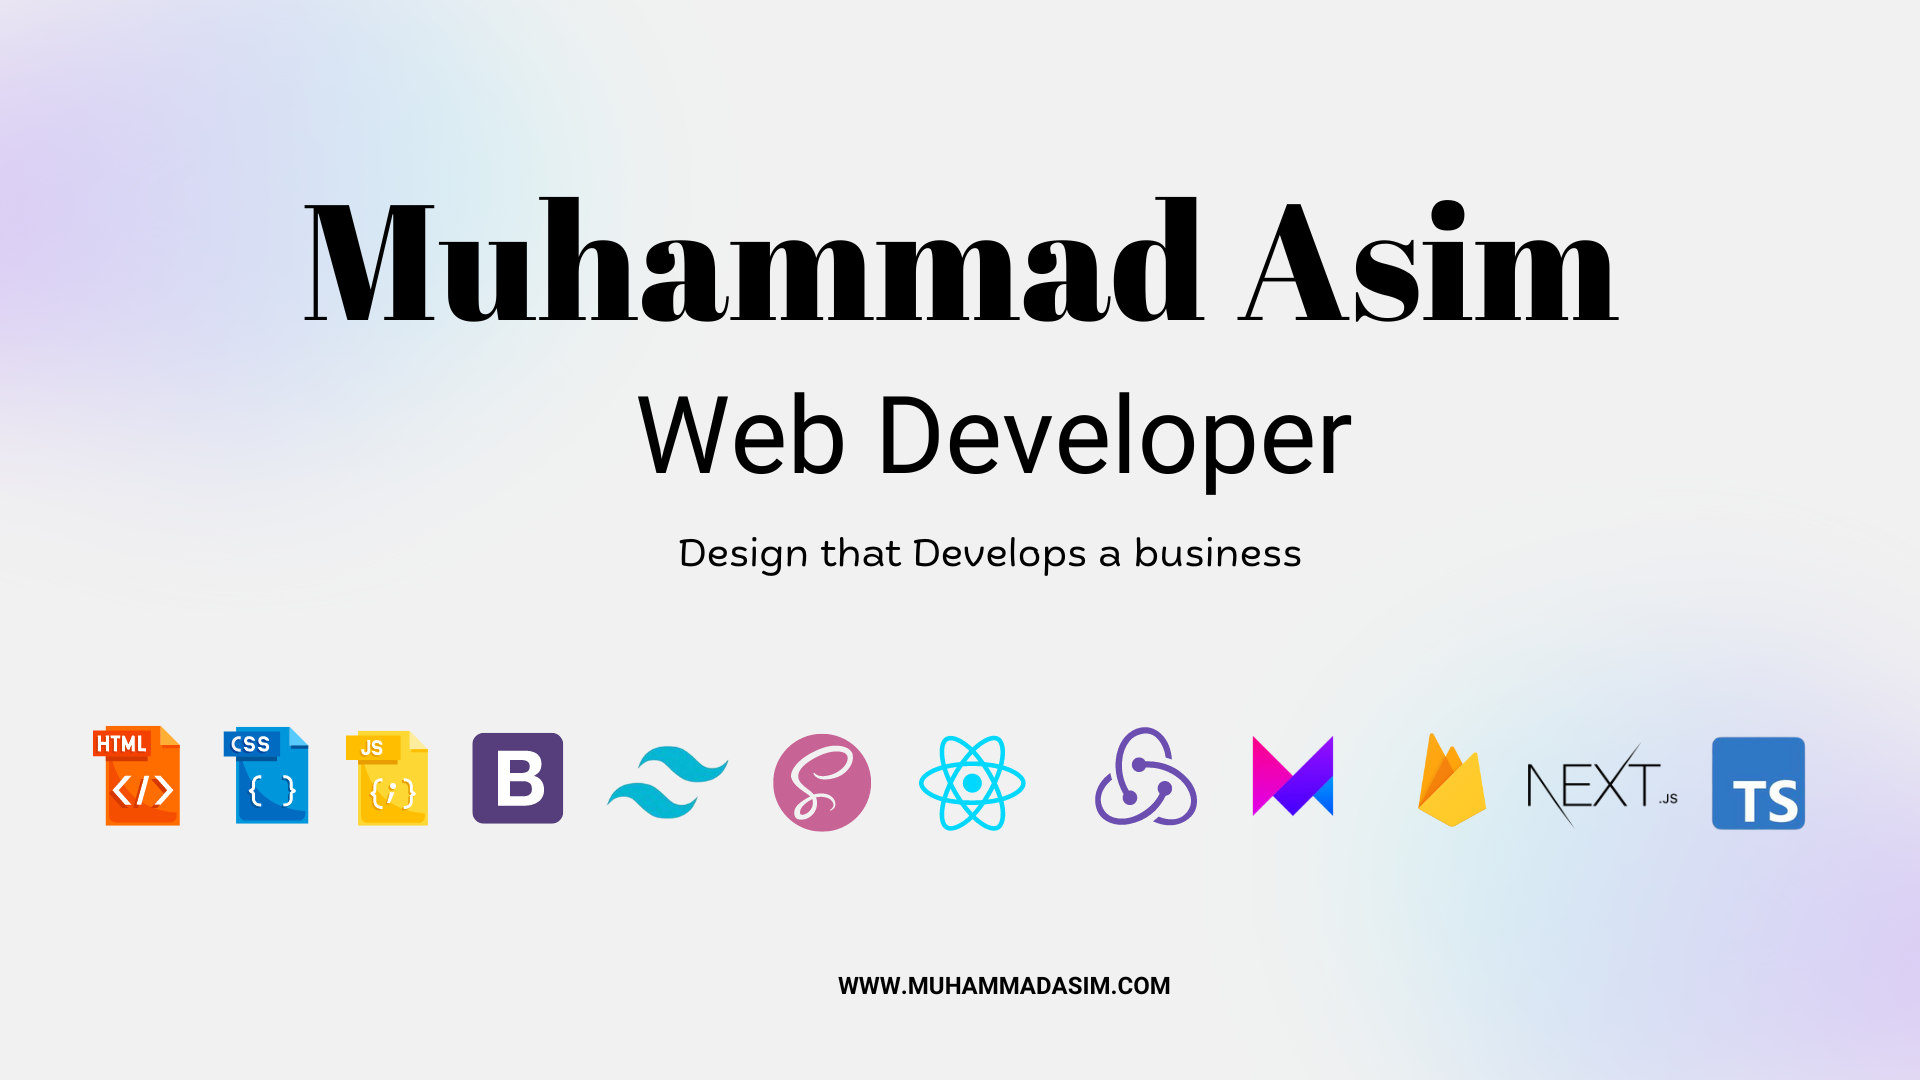 Muhammad Asim
Web Developer
Design that Develops a business
HTML CSS JS B NEXT.JS TS
</> { } {;}
WWW.MUHAMMADASIM.COM